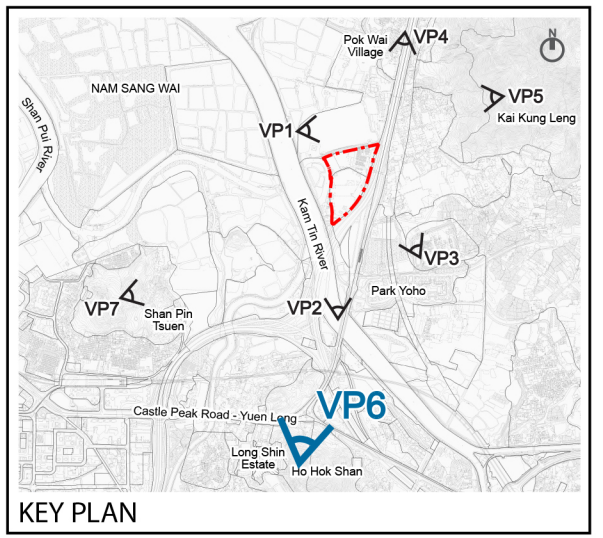 Pok Wai
Village
VP4
N
NAM SANG WAI
VP5
Kai Kung Leng
Shan Pui River
VP1
Kam Tin River
VP3
Park Yoho
VP7
Shan Pin
Tsuen
VP2
VP6
Castle Peak Road - Yuen Long
Long Shin
Estate
Ho Hok Shan
KEY PLAN